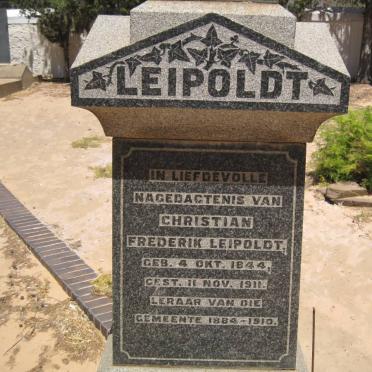 LEIPOLDT
IN LIEFDEVOLLE
NAGEDACTENIS VAN
CHRISTIAN
FREDERIK LEIPOLDT,
GEB. 4 OKT. 1844,
GEST. 11 NOV. 1911.
LERAAR VAN DIE
GEMEENTE 1884-1910.